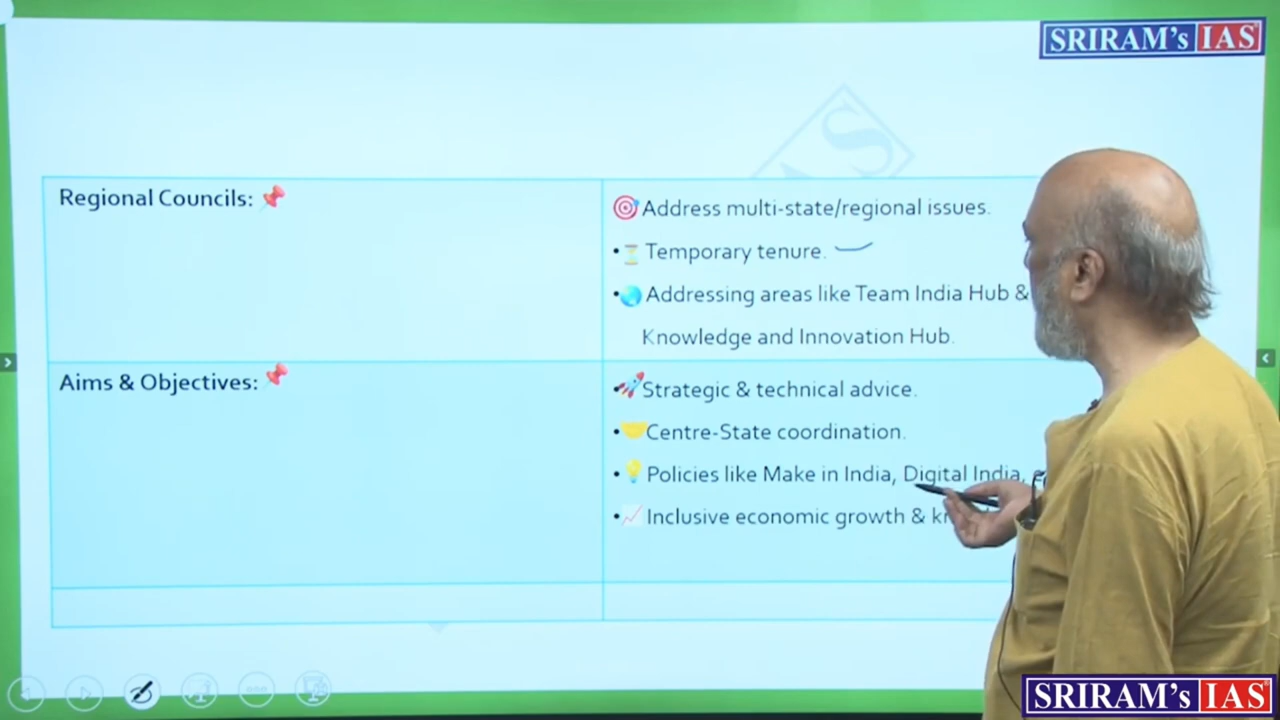 SRIRAM's IAS
Regional Councils:
Address multi-state/regional issues.
• Temporary tenure.
• Addressing areas like Team India Hub &
Knowledge and Innovation Hub.
Aims & Objectives:
• Strategic & technical advice.
• Centre-State coordination.
• Policies like Make in India, Digital India,
• Inclusive economic growth &
SRIRAM's IAS